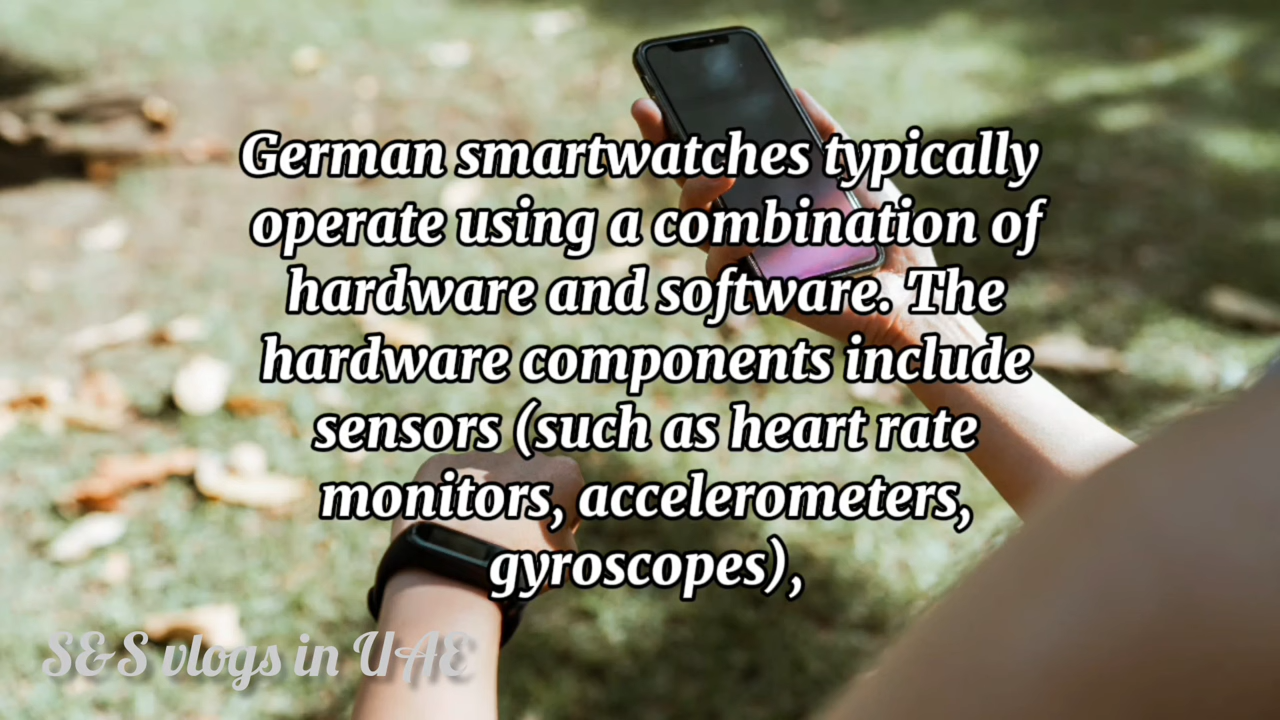 German smartwatches typically
operate using a combination of
hardware and software. The
hardware components include
sensors (such as heart rate
monitors, accelerometers,
gyroscopes),
S&S vlogs in UAE